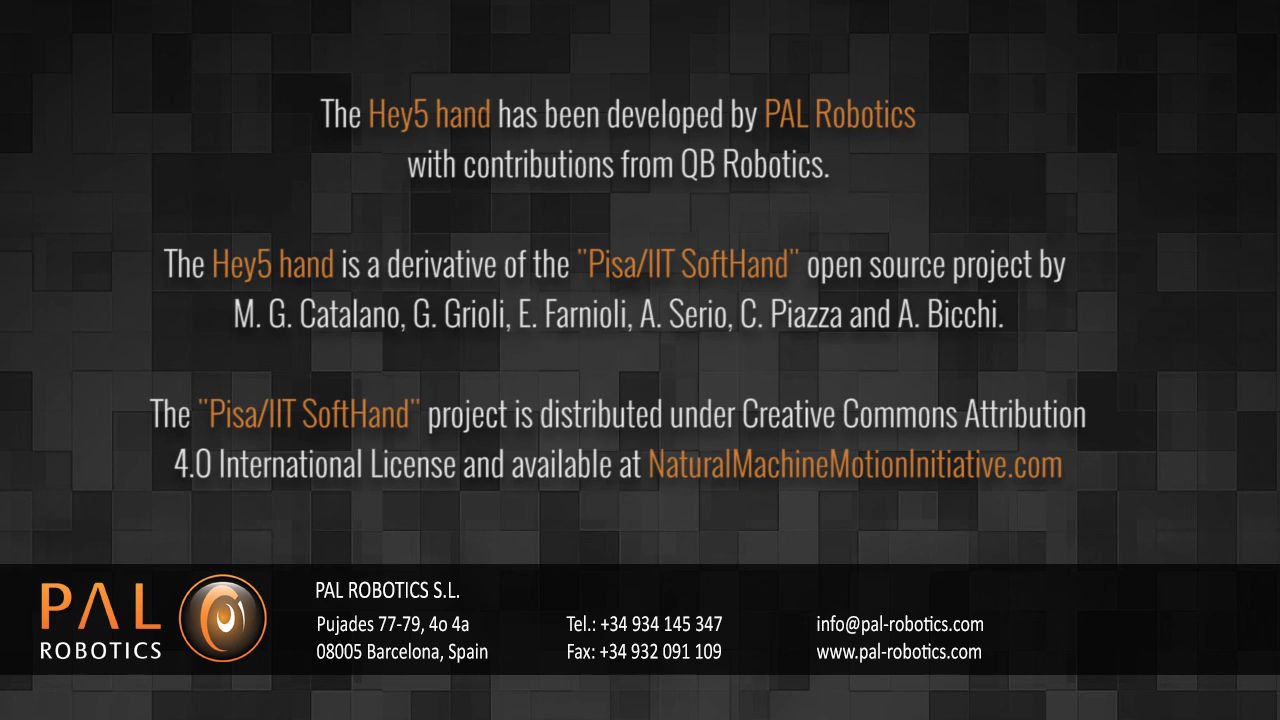 The Hey5 hand has been developed by PAL Robotics
with contributions from QB Robotics.
The Hey5 hand is a derivative of the "Pisa/IIT SoftHand" open source project by
M. G. Catalano, G. Grioli, E. Farnioli, A. Serio, C. Piazza and A. Bicchi.
The "Pisa/IIT SoftHand" project is distributed under Creative Commons Attribution
4.0 International License and available at NaturalMachineMotionInitiative.com
PAL
ROBOTICS
PAL ROBOTICS S.L.
Pujades 77-79, 4o 4a
08005 Barcelona, Spain
Tel.: +34 934 145 347
Fax: +34 932 091 109
info@pal-robotics.com
www.pal-robotics.com